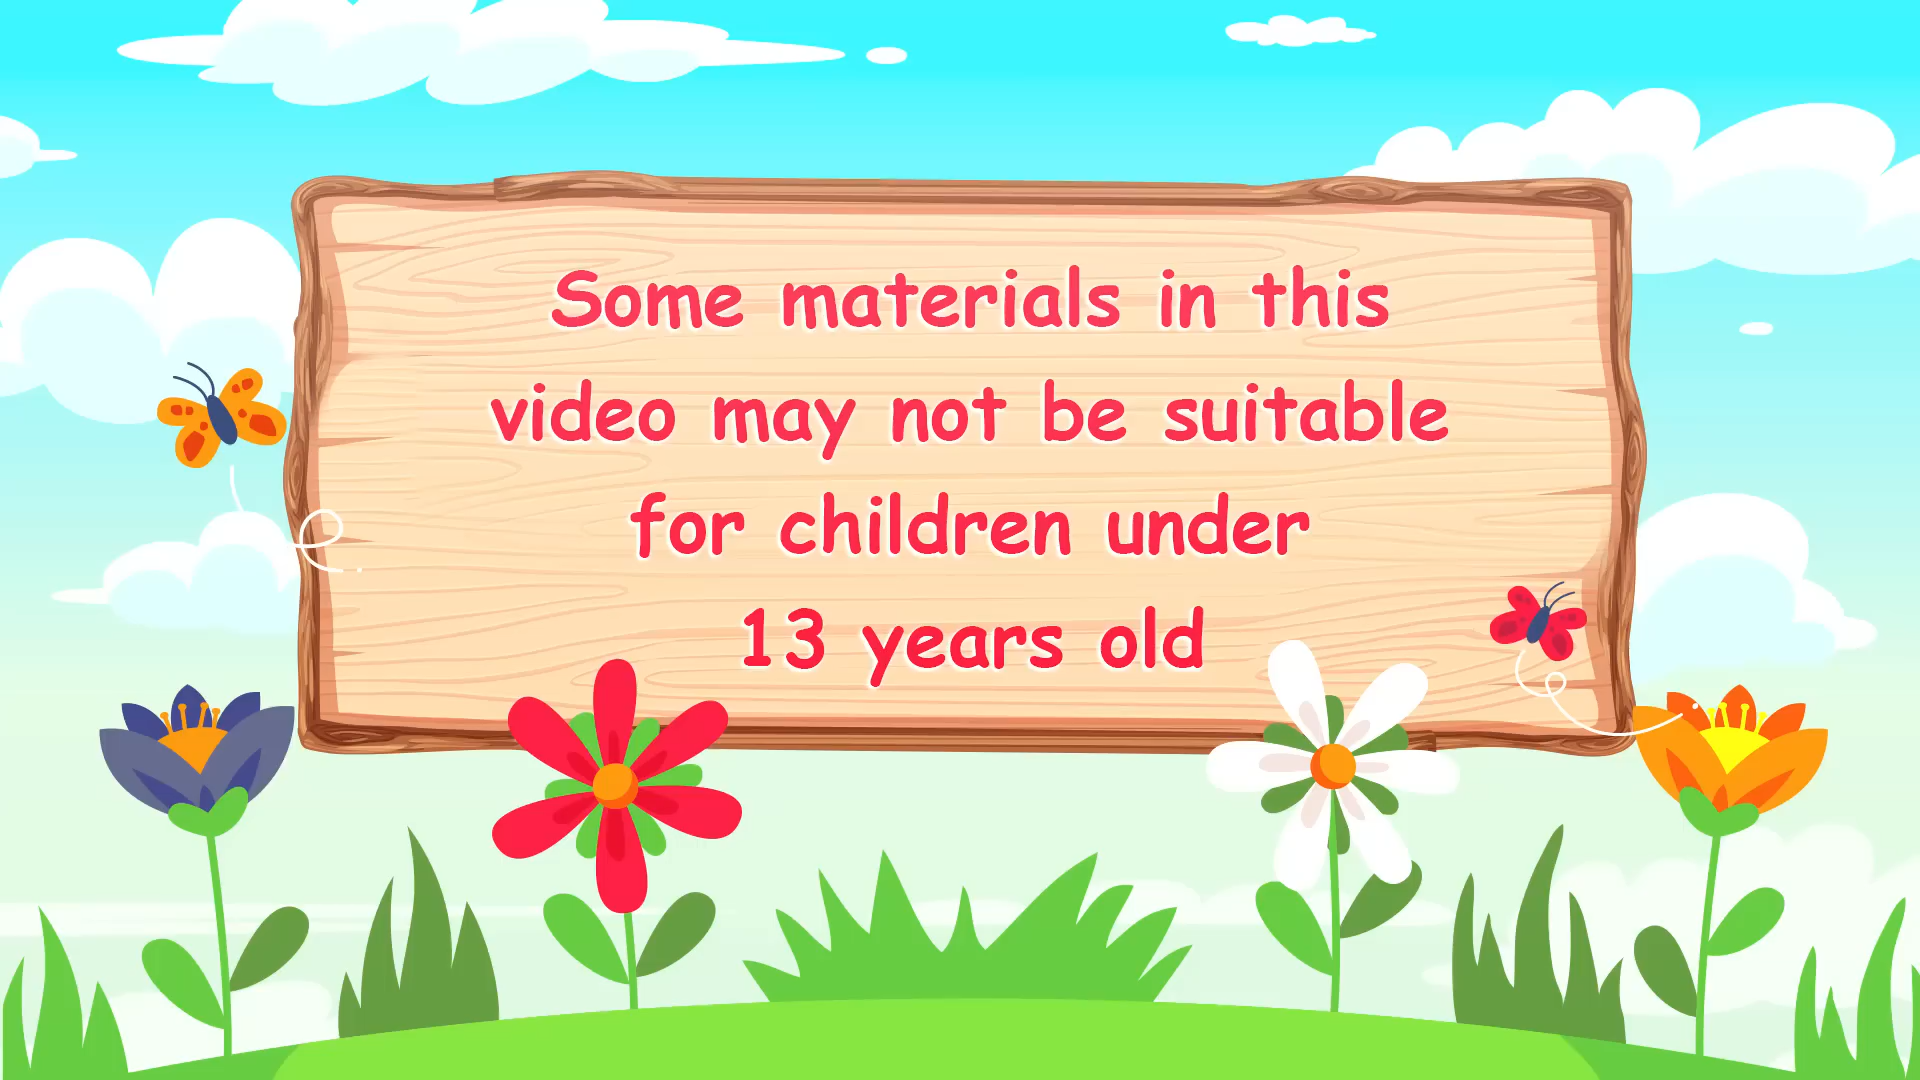 Some materials in this
video may not be suitable
for children under
13 years old